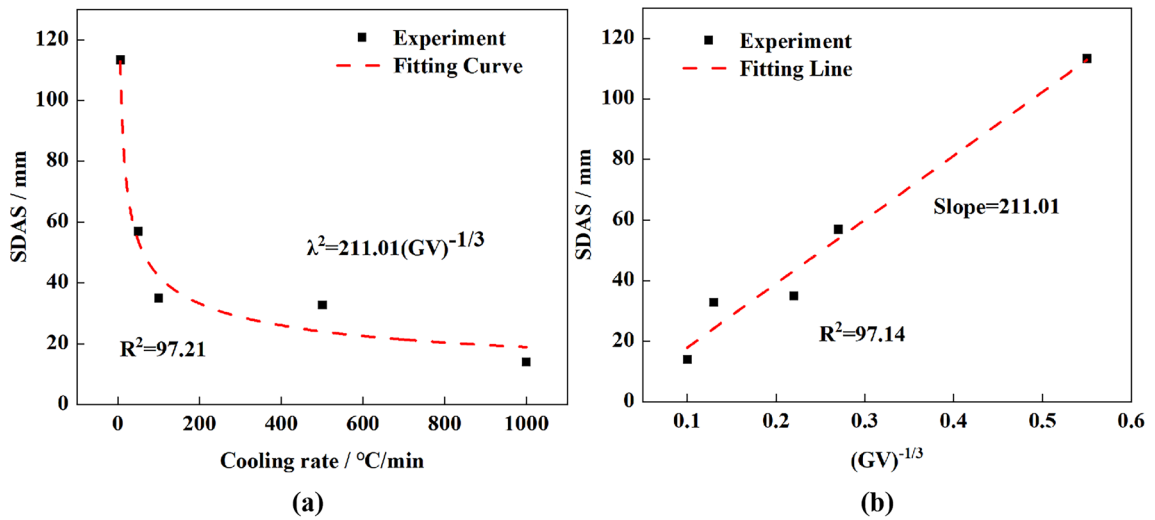 120
100
80
60
40
20
0
SDAS / mm
Experiment
Fitting Curve
λ²=211.01(GV)⁻¹/³
R²=97.21
0 200 400 600 800 1000
Cooling rate / °C/min
(a)
120
100
80
60
40
20
0
SDAS / mm
Experiment
Fitting Line
Slope=211.01
R²=97.14
0.1 0.2 0.3 0.4 0.5 0.6
(GV)⁻¹/³
(b)